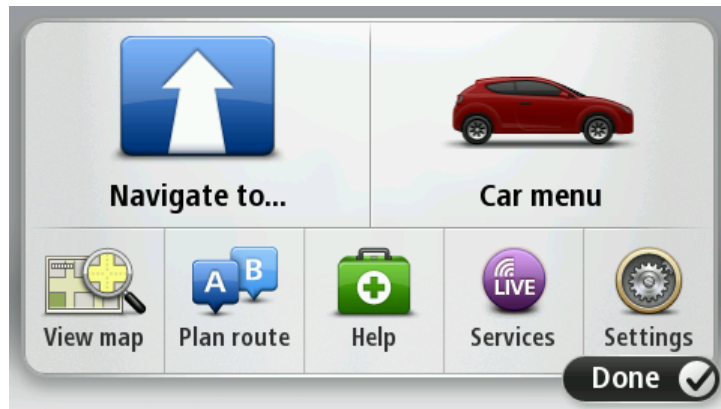 Navigate to...
Car menu
A B
LIVE
View map
Plan route
Help
Services
Settings
Done